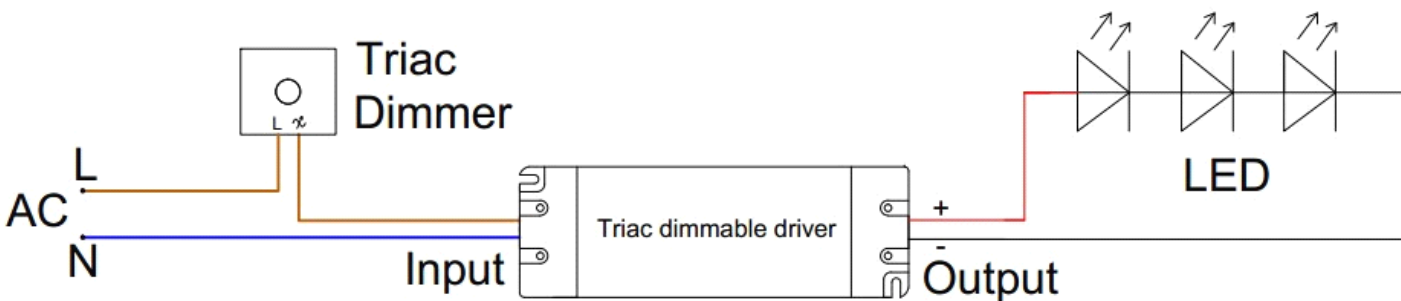 Triac
Dimmer
L
L
AC
N
Input
Triac dimmable driver
+
-
Output
LED